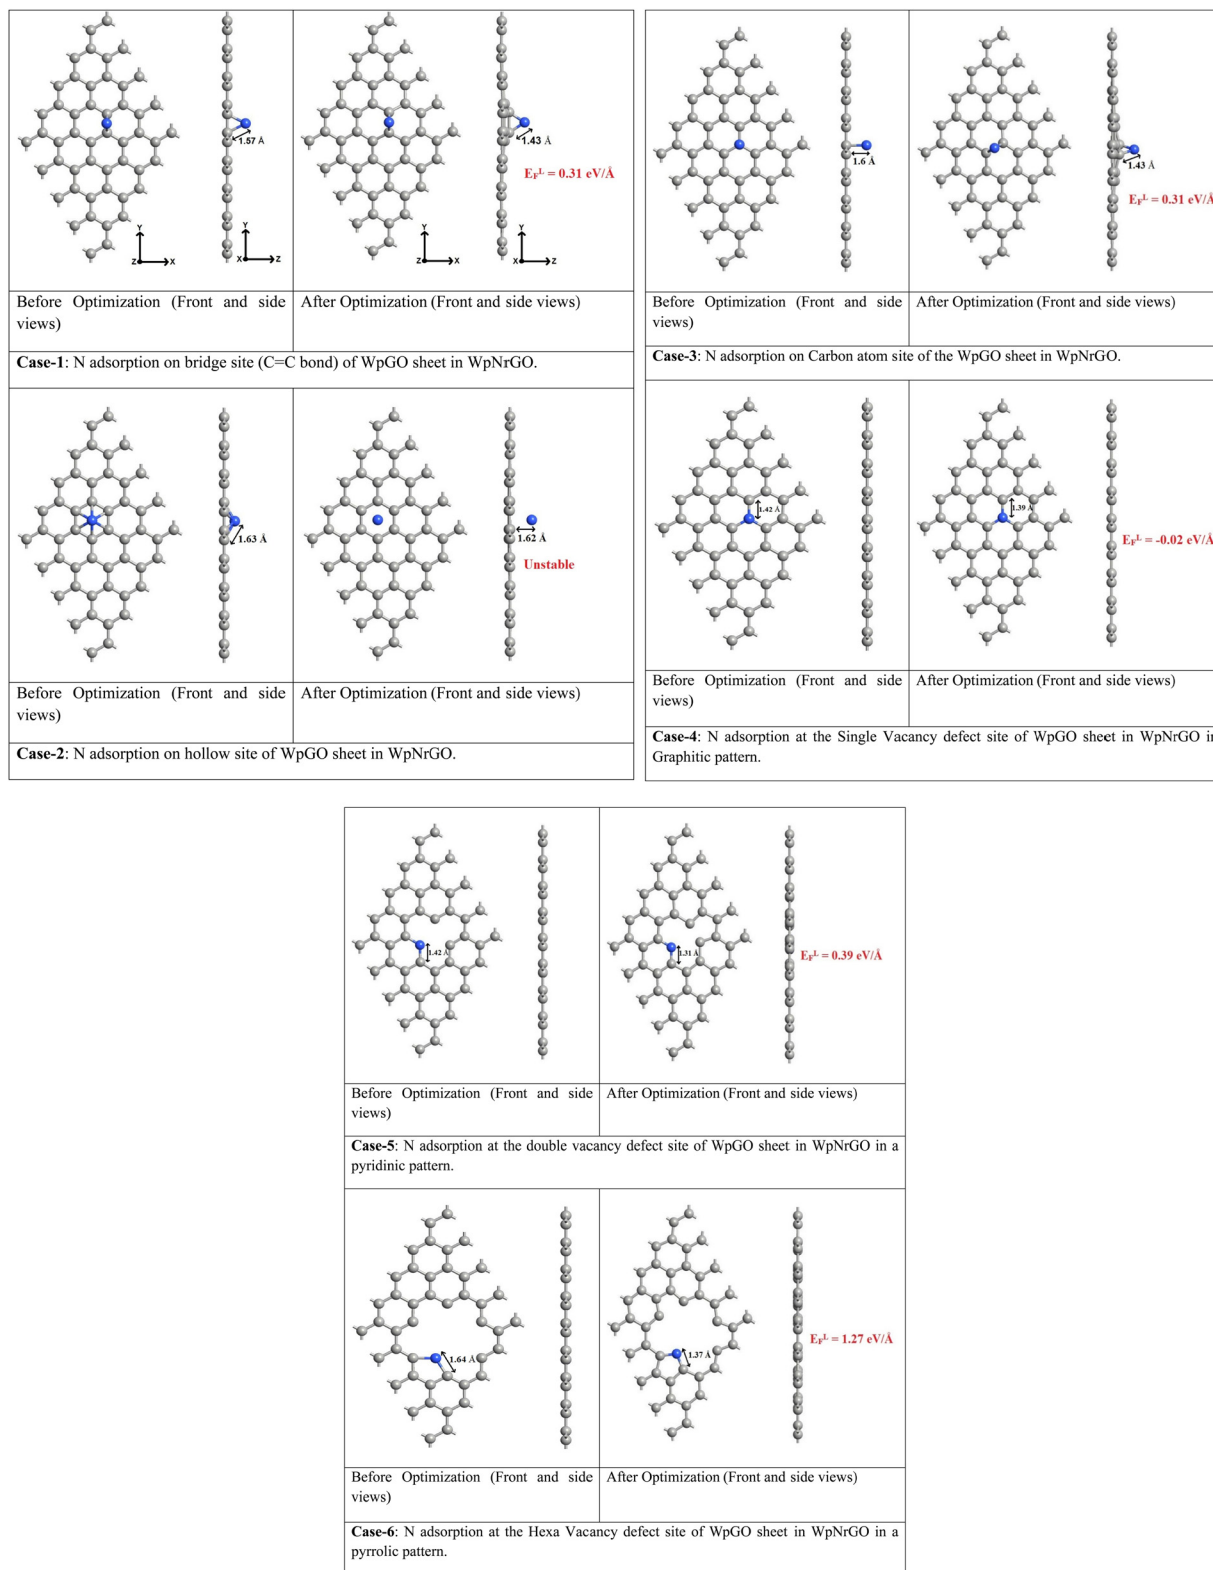 1.57 Å
Y
Z
X
Y
X
Z
1.43 Å
E_F^L = 0.31 eV/Å
Y
Z
X
Y
X
Z
Before Optimization (Front and side
views)
After Optimization (Front and side views)
Case-1: N adsorption on bridge site (C=C bond) of WpGO sheet in WpNrGO.
1.63 Å
1.62 Å
Unstable
Before Optimization (Front and side
views)
After Optimization (Front and side views)
Case-2: N adsorption on hollow site of WpGO sheet in WpNrGO.
1.6 Å
1.43 Å
E_F^L = 0.31 eV/Å
Before Optimization (Front and side
views)
After Optimization (Front and side views)
Case-3: N adsorption on Carbon atom site of the WpGO sheet in WpNrGO.
1.42 Å
1.39 Å
E_F^L = -0.02 eV/Å
Before Optimization (Front and side
views)
After Optimization (Front and side views)
Case-4: N adsorption at the Single Vacancy defect site of WpGO sheet in WpNrGO in
Graphitic pattern.
1.42 Å
1.31 Å
E_F^L = 0.39 eV/Å
Before Optimization (Front and side
views)
After Optimization (Front and side views)
Case-5: N adsorption at the double vacancy defect site of WpGO sheet in WpNrGO in a
pyridinic pattern.
1.64 Å
1.37 Å
E_F^L = 1.27 eV/Å
Before Optimization (Front and side
views)
After Optimization (Front and side views)
Case-6: N adsorption at the Hexa Vacancy defect site of WpGO sheet in WpNrGO in a
pyrrolic pattern.